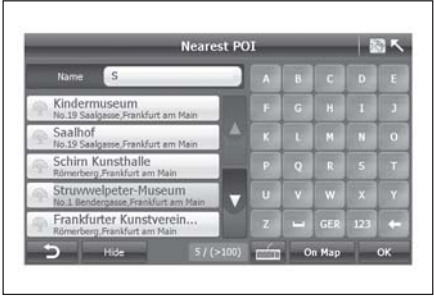 Nearest POI
Name S
Kindermuseum
No.19 Saalgasse,Frankfurt am Main
Saalhof
No.19 Saalgasse,Frankfurt am Main
Schirn Kunsthalle
Römerberg,Frankfurt am Main
Struwwelpeter-Museum
No.1 Bendergasse,Frankfurt am Main
Frankfurter Kunstverein...
Römerberg,Frankfurt am Main
A B C D E
F G H I J
K L M N O
P Q R S T
U V W X Y
Z GER 123
Hide 5 / (>100) On Map OK